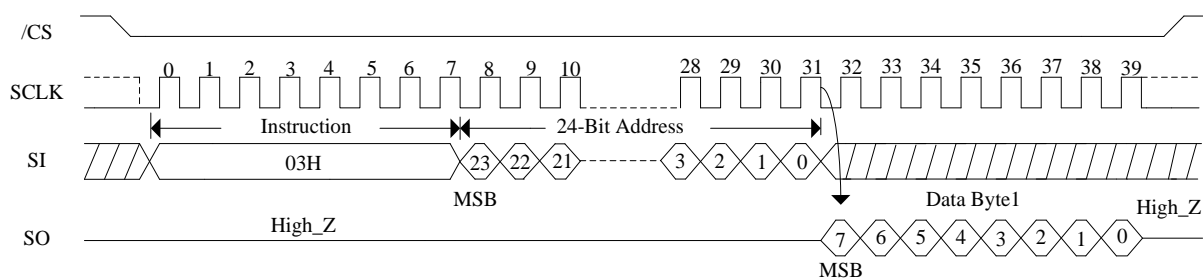 /CS
0 1 2 3 4 5 6 7 8 9 10 28 29 30 31 32 33 34 35 36 37 38 39
SCLK
Instruction 24-Bit Address
SI 03H 23 22 21 3 2 1 0
MSB Data Byte1
High_Z High_Z
SO 7 6 5 4 3 2 1 0
MSB